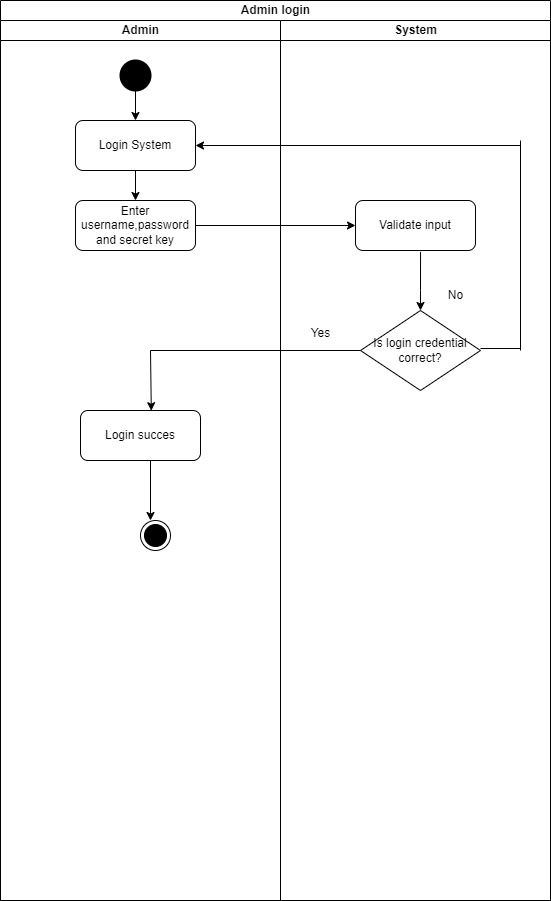 Admin login
Admin
System
Login System
Enter
username,password
and secret key
Validate input
No
Yes
Is login credential
correct?
Login succes